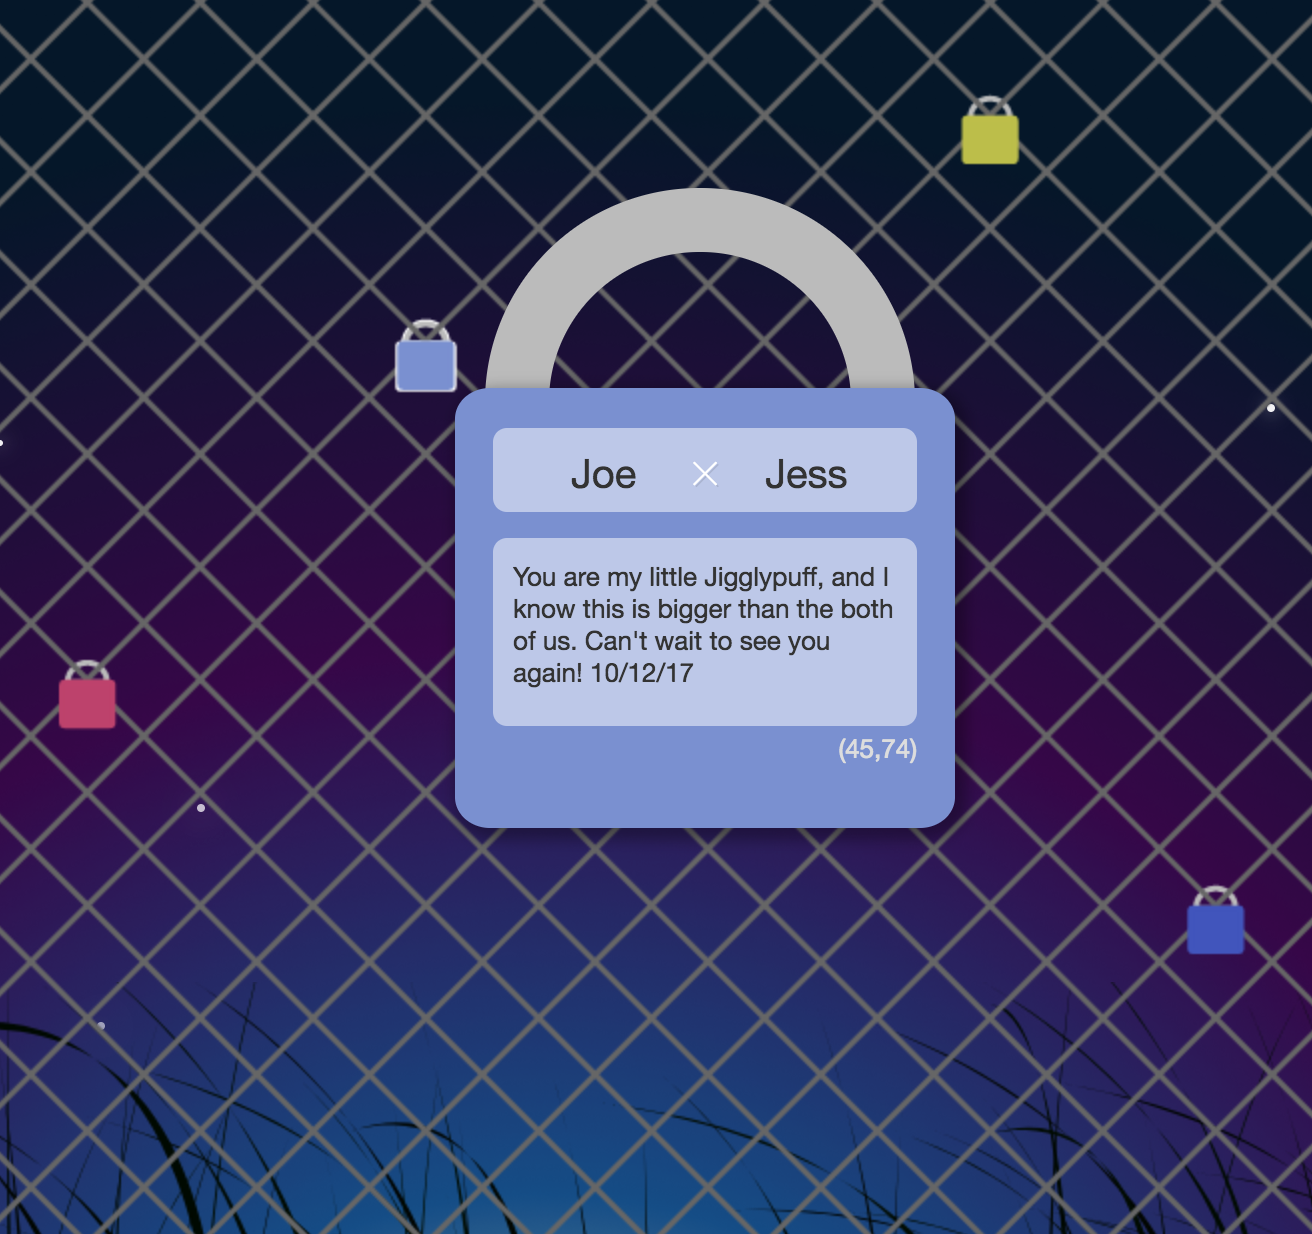 Joe × Jess
You are my little Jigglypuff, and I
know this is bigger than the both
of us. Can't wait to see you
again! 10/12/17
(45,74)